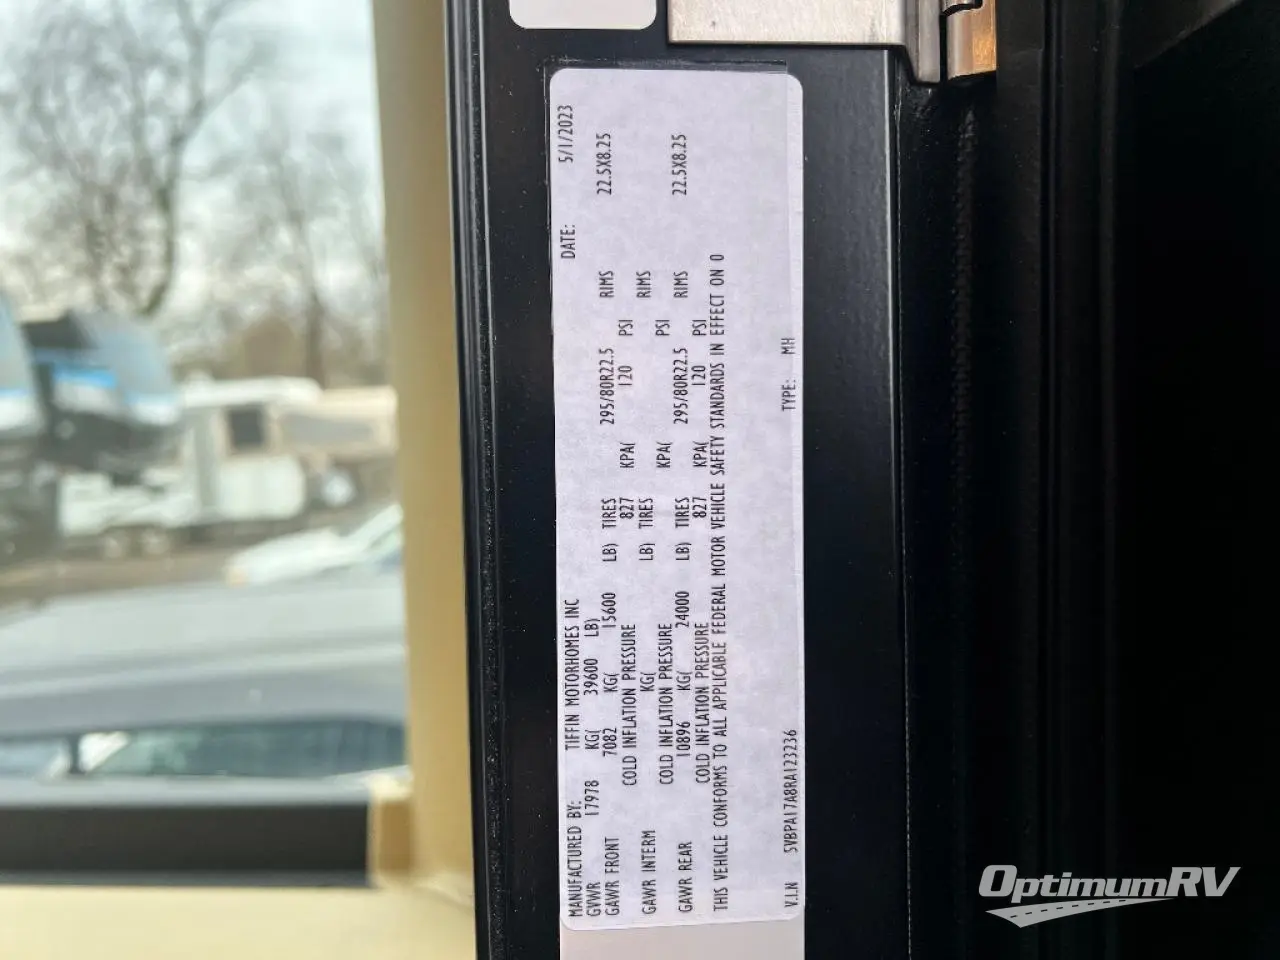 MANUFACTURED BY: TIFFIN MOTORHOMES INC DATE: 5/1/2023
GVWR 17978 KG( 39600 LB)
GAWR FRONT 7082 KG( 15600 LB) TIRES 295/80R22.5 RIMS 22.5X8.25
COLD INFLATION PRESSURE 827 KPA( 120 PSI
GAWR INTERM KG( LB) TIRES RIMS
COLD INFLATION PRESSURE KPA( PSI
GAWR REAR 10896 KG( 24000 LB) TIRES 295/80R22.5 RIMS 22.5X8.25
COLD INFLATION PRESSURE 827 KPA( 120 PSI
THIS VEHICLE CONFORMS TO ALL APPLICABLE FEDERAL MOTOR VEHICLE SAFETY STANDARDS IN EFFECT ON 0
V.I.N 5VBPA17A8RA123236 TYPE: MH
OptimumRV